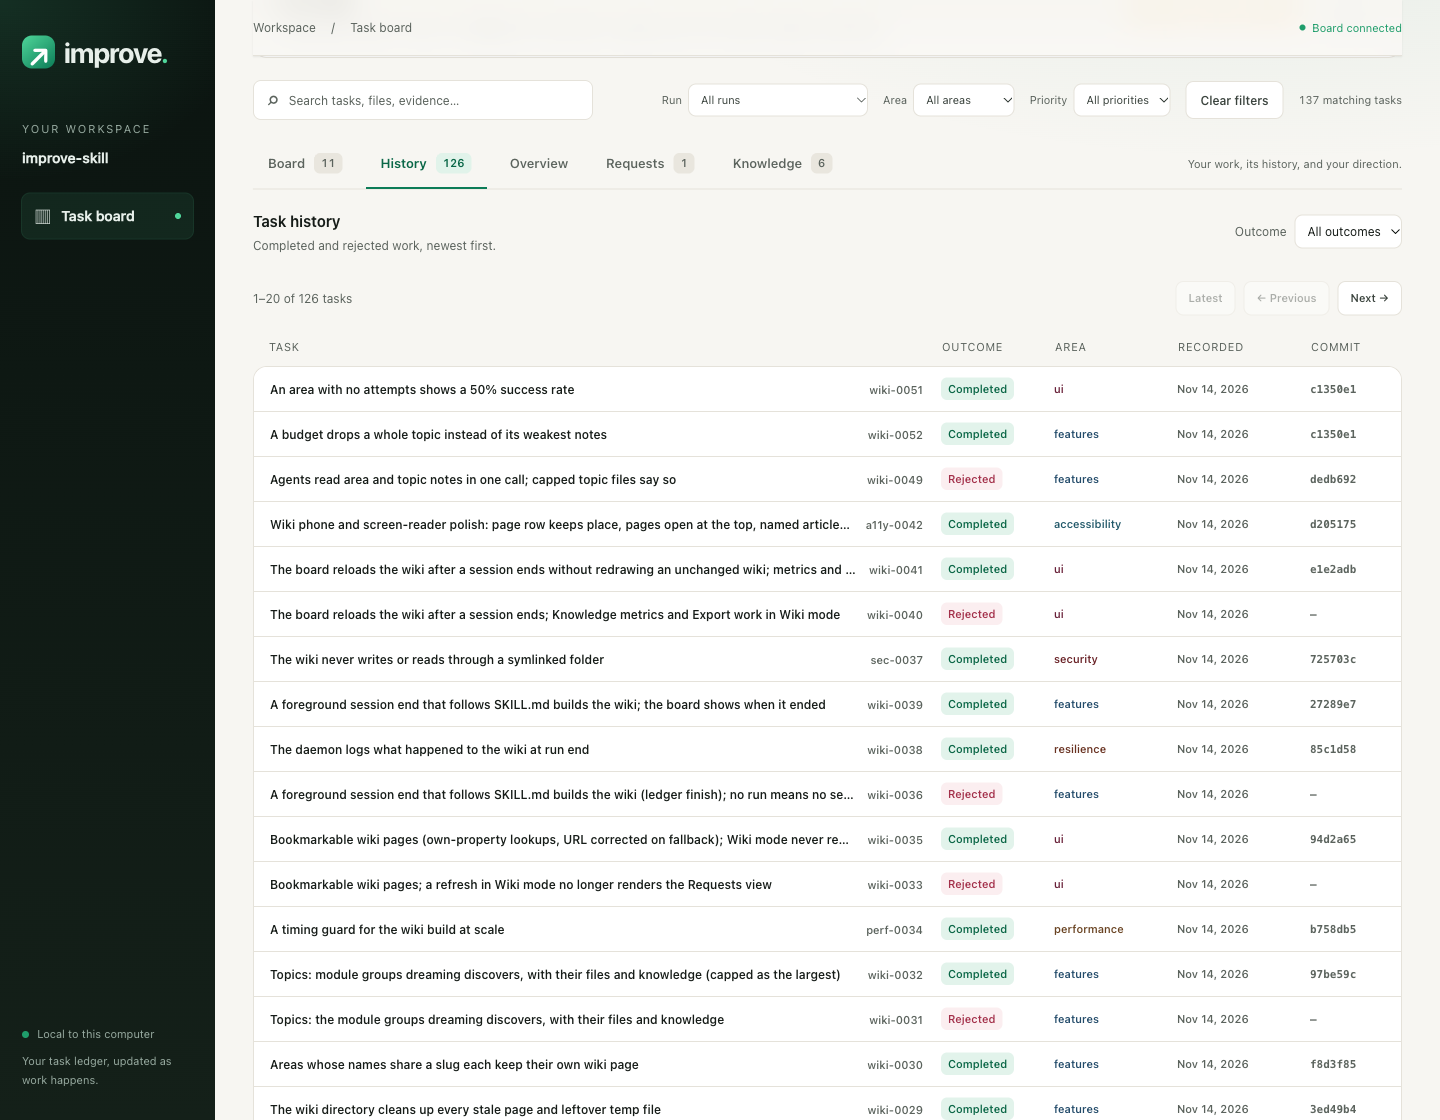 improve.
YOUR WORKSPACE
improve-skill
Task board
Local to this computer
Your task ledger, updated as
work happens.
Workspace / Task board
Board connected
Search tasks, files, evidence...
Run All runs
Area All areas
Priority All priorities
Clear filters
137 matching tasks
Board 11
History 126
Overview
Requests 1
Knowledge 6
Your work, its history, and your direction.
Task history
Completed and rejected work, newest first.
Outcome All outcomes
1–20 of 126 tasks
Latest
← Previous
Next →
TASK OUTCOME AREA RECORDED COMMIT
An area with no attempts shows a 50% success rate wiki-0051 Completed ui Nov 14, 2026 c1350e1
A budget drops a whole topic instead of its weakest notes wiki-0052 Completed features Nov 14, 2026 c1350e1
Agents read area and topic notes in one call; capped topic files say so wiki-0049 Rejected features Nov 14, 2026 dedb692
Wiki phone and screen-reader polish: page row keeps place, pages open at the top, named article... a11y-0042 Completed accessibility Nov 14, 2026 d205175
The board reloads the wiki after a session ends without redrawing an unchanged wiki; metrics and ... wiki-0041 Completed ui Nov 14, 2026 e1e2adb
The board reloads the wiki after a session ends; Knowledge metrics and Export work in Wiki mode wiki-0040 Rejected ui Nov 14, 2026 –
The wiki never writes or reads through a symlinked folder sec-0037 Completed security Nov 14, 2026 725703c
A foreground session end that follows SKILL.md builds the wiki; the board shows when it ended wiki-0039 Completed features Nov 14, 2026 27289e7
The daemon logs what happened to the wiki at run end wiki-0038 Completed resilience Nov 14, 2026 85c1d58
A foreground session end that follows SKILL.md builds the wiki (ledger finish); no run means no se... wiki-0036 Rejected features Nov 14, 2026 –
Bookmarkable wiki pages (own-property lookups, URL corrected on fallback); Wiki mode never re... wiki-0035 Completed ui Nov 14, 2026 94d2a65
Bookmarkable wiki pages; a refresh in Wiki mode no longer renders the Requests view wiki-0033 Rejected ui Nov 14, 2026 –
A timing guard for the wiki build at scale perf-0034 Completed performance Nov 14, 2026 b758db5
Topics: module groups dreaming discovers, with their files and knowledge (capped as the largest) wiki-0032 Completed features Nov 14, 2026 97be59c
Topics: the module groups dreaming discovers, with their files and knowledge wiki-0031 Rejected features Nov 14, 2026 –
Areas whose names share a slug each keep their own wiki page wiki-0030 Completed features Nov 14, 2026 f8d3f85
The wiki directory cleans up every stale page and leftover temp file wiki-0029 Completed features Nov 14, 2026 3ed49b4